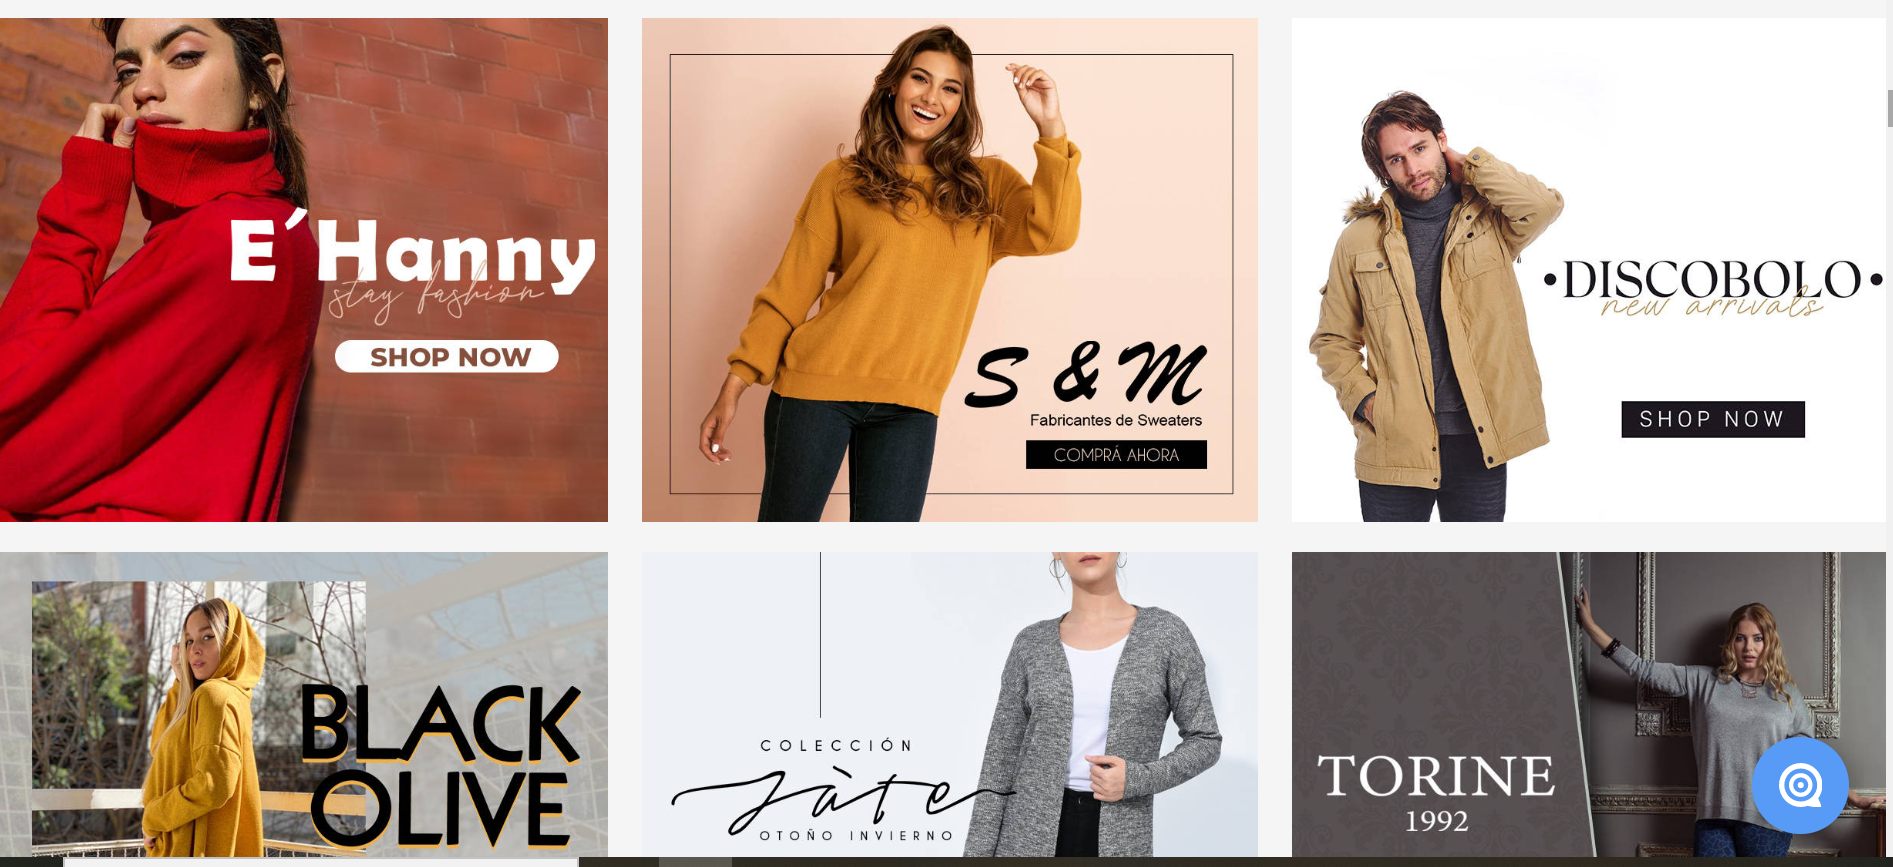 E´Hanny
stay fashion
SHOP NOW
S & M
Fabricantes de Sweaters
COMPRÁ AHORA
•DISCOBOLO•
new arrivals
SHOP NOW
BLACK
OLIVE
COLECCIÓN
Jàte
OTOÑO INVIERNO
TORINE
1992